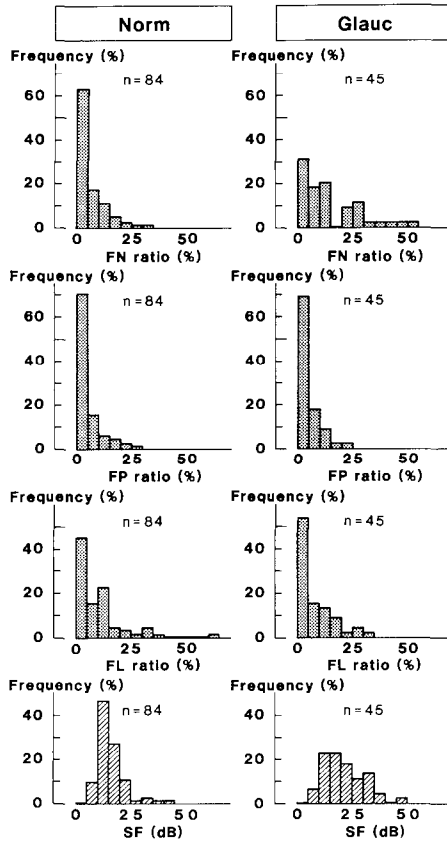 Norm Glauc
Frequency (%) Frequency (%)
n=84 n=45
60 60
40 40
20 20
0 0
0 25 50 0 25 50
FN ratio (%) FN ratio (%)
Frequency (%) Frequency (%)
n=84 n=45
60 60
40 40
20 20
0 0
0 25 50 0 25 50
FP ratio (%) FP ratio (%)
Frequency (%) Frequency (%)
n=84 n=45
40 40
20 20
0 0
0 25 50 0 25 50
FL ratio (%) FL ratio (%)
Frequency (%) Frequency (%)
n=84 n=45
40 40
20 20
0 0
0 25 50 0 25 50
SF (dB) SF (dB)